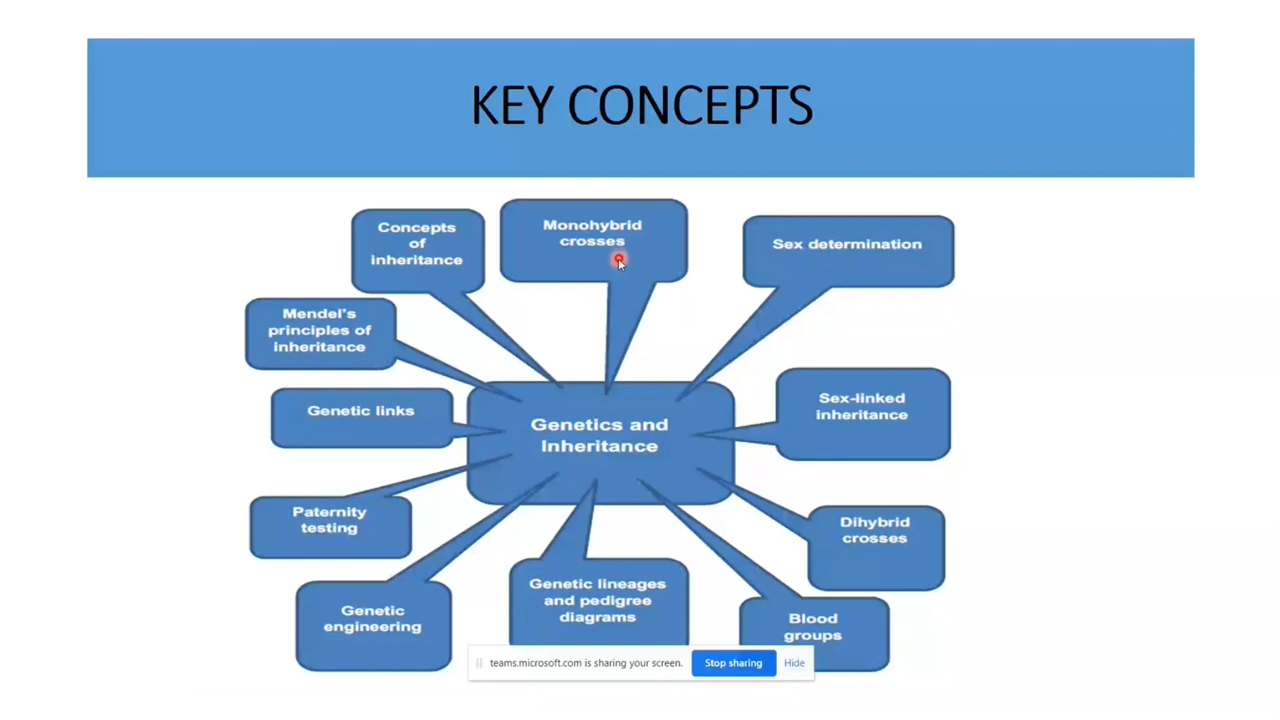 KEY CONCEPTS
Concepts
of
inheritance
Monohybrid
crosses
Sex determination
Mendel's
principles of
inheritance
Genetic links
Genetics and
Inheritance
Sex-linked
inheritance
Paternity
testing
Dihybrid
crosses
Genetic
engineering
Genetic lineages
and pedigree
diagrams
Blood
groups
teams.microsoft.com is sharing your screen.
Stop sharing
Hide